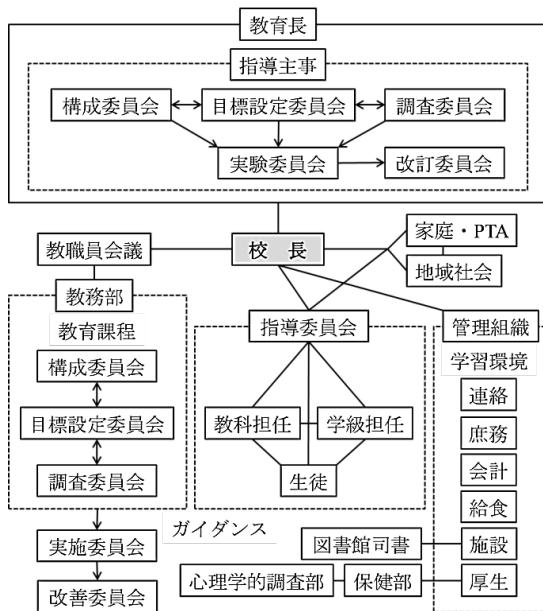 教育長
指導主事
構成委員会
目標設定委員会
調査委員会
実験委員会
改訂委員会
教職員会議
校　長
家庭・PTA
地域社会
教務部
教育課程
構成委員会
目標設定委員会
調査委員会
実施委員会
改善委員会
指導委員会
教科担任
学級担任
生徒
ガイダンス
管理組織
学習環境
連絡
庶務
会計
給食
図書館司書
施設
心理学的調査部
保健部
厚生